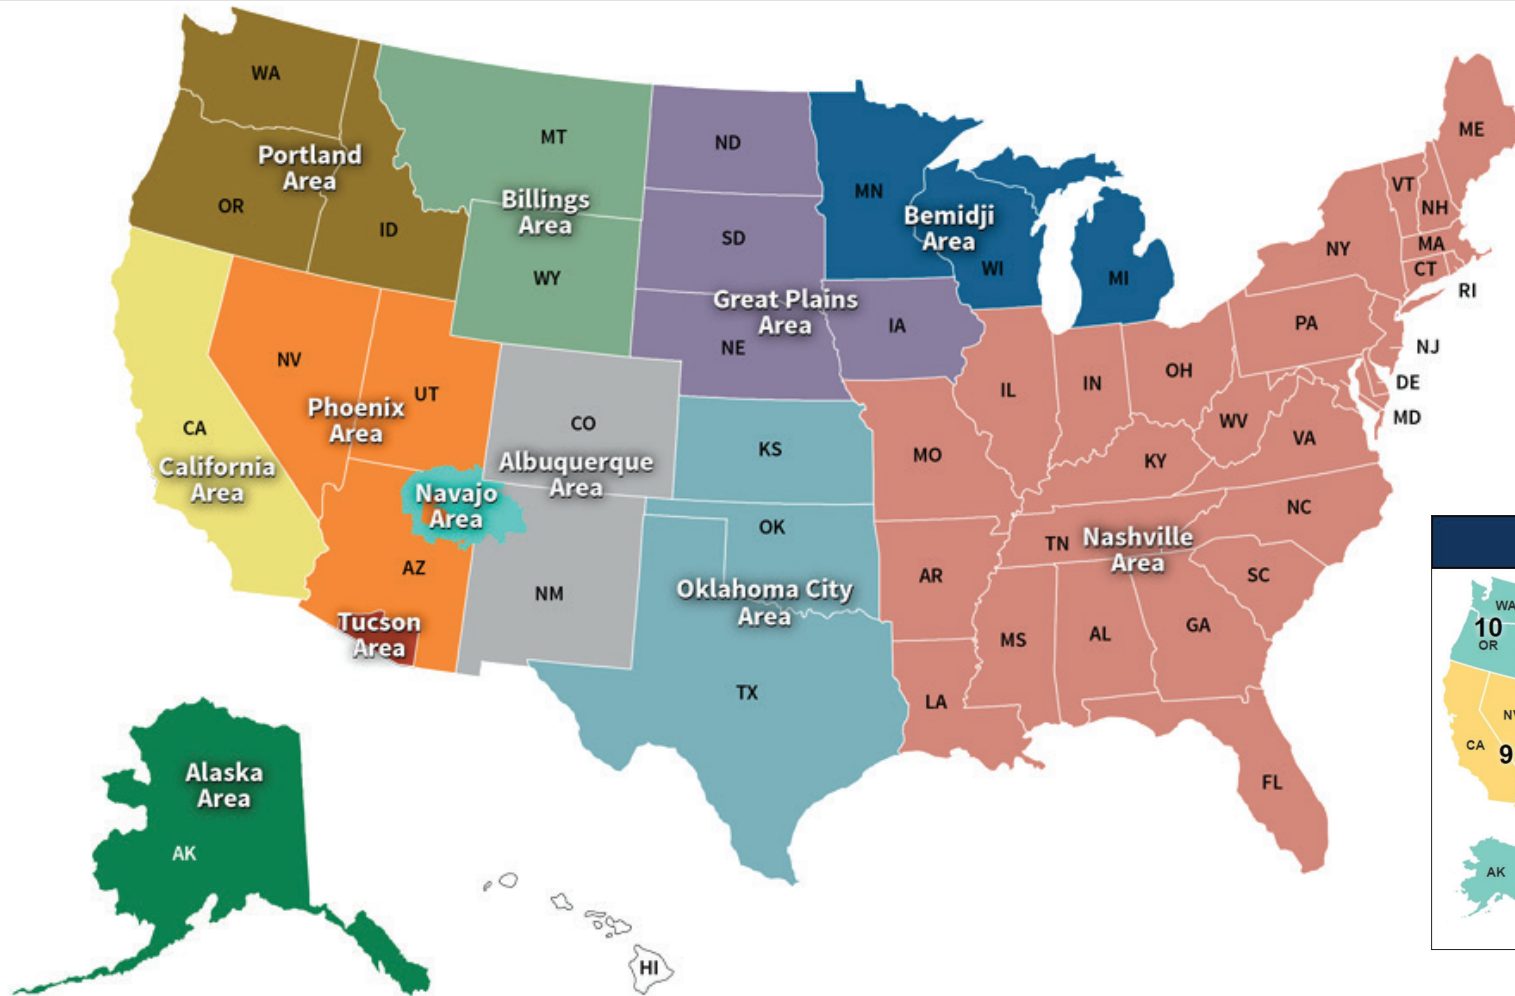 WA
MT
ND
ME
Portland
Area
MN
VT
OR
ID
Billings
Area
NH
Bemidji
Area
SD
NY
MA
WY
WI
MI
CT
RI
Great Plains
Area
IA
PA
NE
NJ
NV
UT
IL
IN
OH
DE
Phoenix
Area
CO
MD
CA
WV
VA
California
Area
Albuquerque
Area
KS
MO
KY
Navajo
Area
NC
OK
TN
Nashville
Area
AZ
NM
Oklahoma City
Area
AR
SC
Tucson
Area
MS
AL
GA
TX
LA
Alaska
Area
FL
AK
HI
WA
10
OR
CA
9
AK